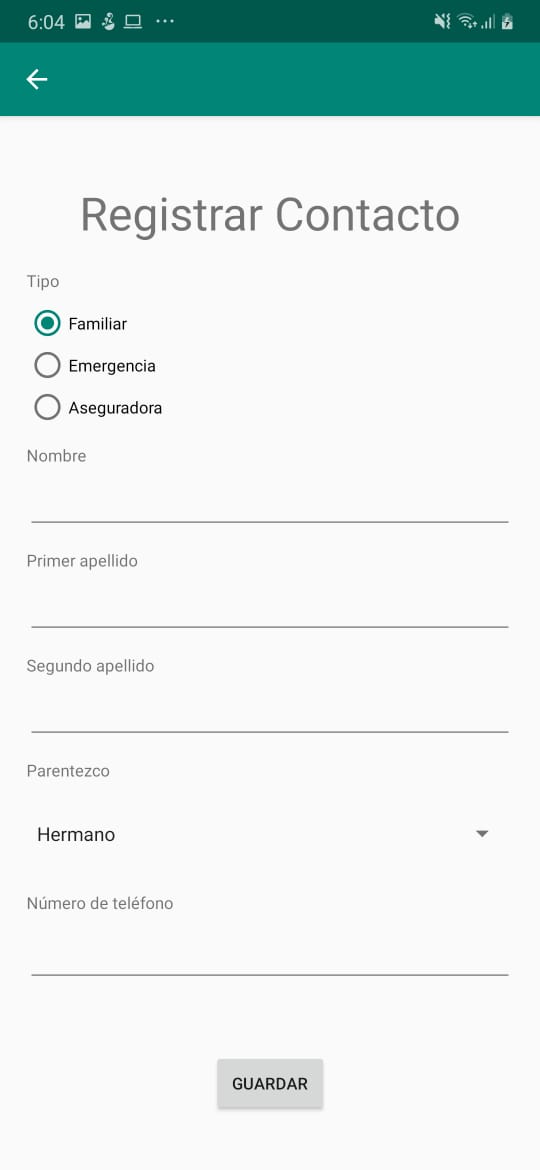 6:04
Registrar Contacto
Tipo
Familiar
Emergencia
Aseguradora
Nombre
Primer apellido
Segundo apellido
Parentezco
Hermano
Número de teléfono
GUARDAR